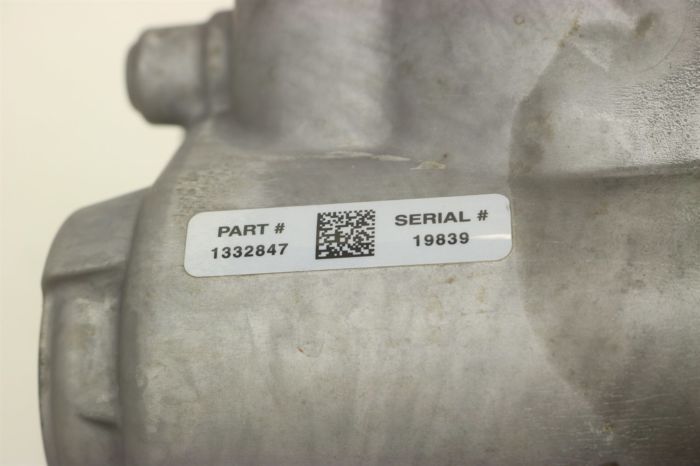 PART #
1332847
SERIAL #
19839